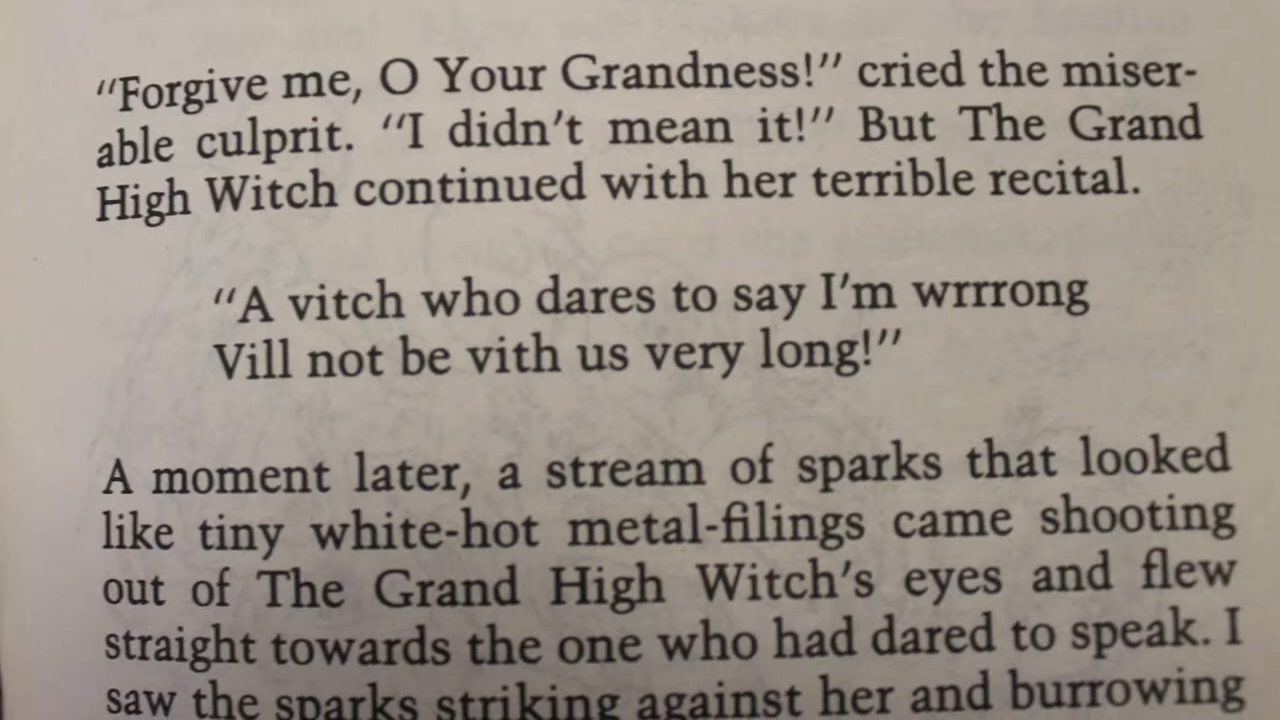 “Forgive me, O Your Grandness!” cried the miser-
able culprit. “I didn’t mean it!” But The Grand
High Witch continued with her terrible recital.
“A vitch who dares to say I’m wrrrong
Vill not be vith us very long!”
A moment later, a stream of sparks that looked
like tiny white-hot metal-filings came shooting
out of The Grand High Witch’s eyes and flew
straight towards the one who had dared to speak. I
saw the sparks striking against her and burrowing